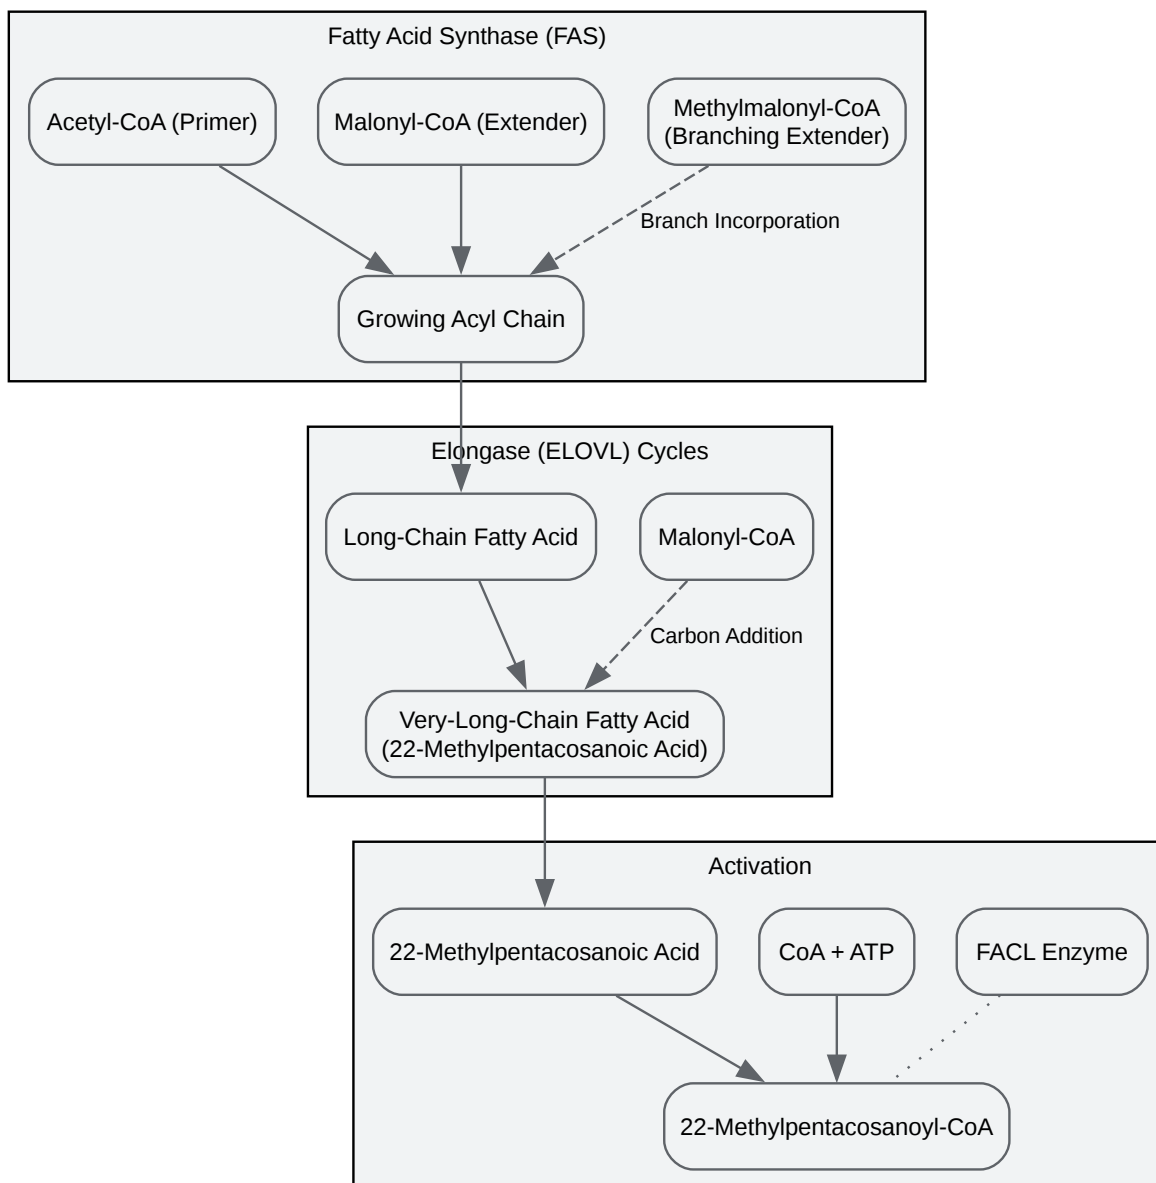 Fatty Acid Synthase (FAS)
Acetyl-CoA (Primer)
Malonyl-CoA (Extender)
Methylmalonyl-CoA
(Branching Extender)
Branch Incorporation
Growing Acyl Chain
Elongase (ELOVL) Cycles
Long-Chain Fatty Acid
Malonyl-CoA
Carbon Addition
Very-Long-Chain Fatty Acid
(22-Methylpentacosanoic Acid)
Activation
22-Methylpentacosanoic Acid
CoA + ATP
FACL Enzyme
22-Methylpentacosanoyl-CoA